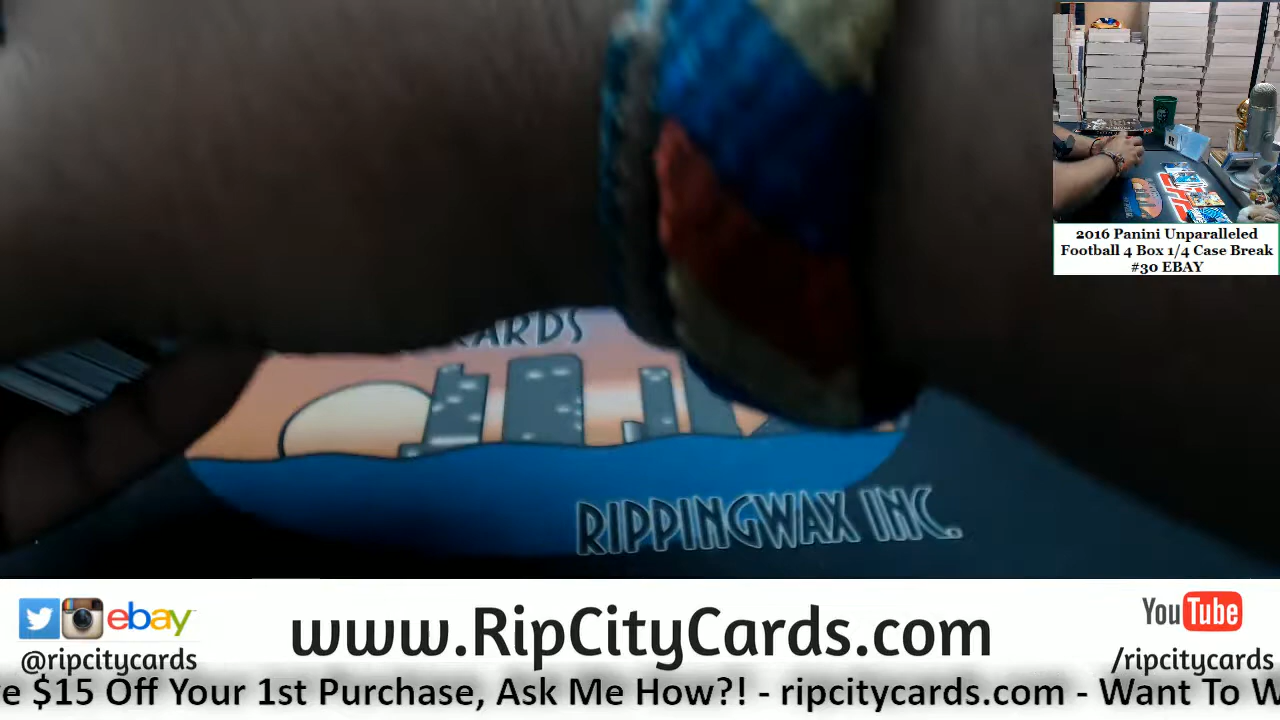 2016 Panini Unparalleled
Football 4 Box 1/4 Case Break
#30 EBAY
ARDS
RIPPINGWAX INC.
ebay
@ripcitycards
www.RipCityCards.com
YouTube
/ripcitycards
e $15 Off Your 1st Purchase, Ask Me How?! - ripcitycards.com - Want To W